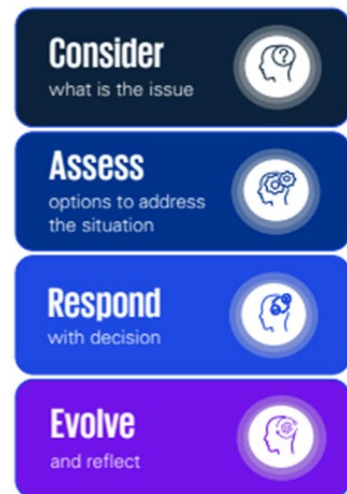 Consider
what is the issue
Assess
options to address
the situation
Respond
with decision
Evolve
and reflect